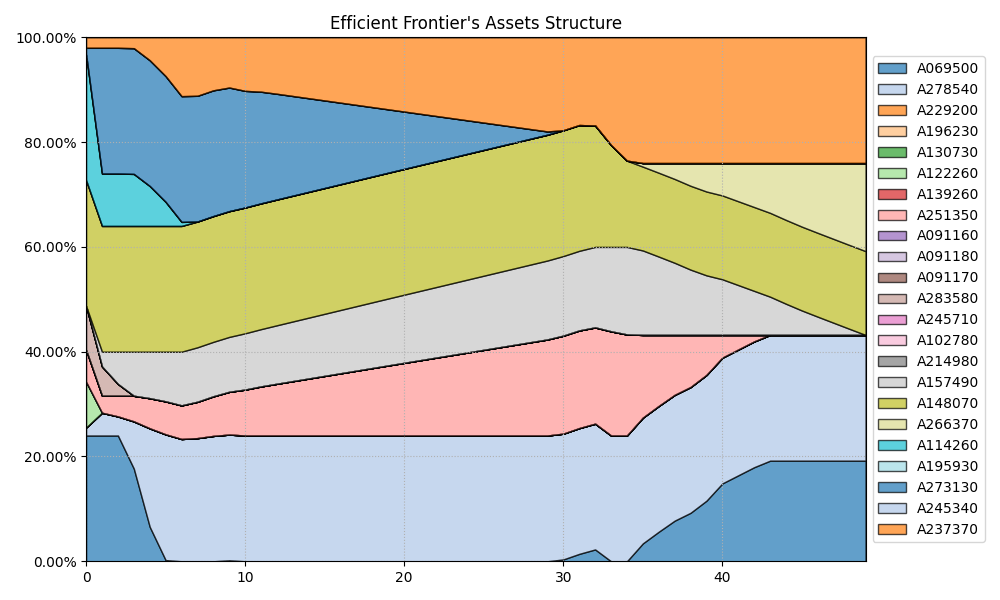 Efficient Frontier's Assets Structure
100.00%
80.00%
60.00%
40.00%
20.00%
0.00%
0
10
20
30
40
A069500
A278540
A229200
A196230
A130730
A122260
A139260
A251350
A091160
A091180
A091170
A283580
A245710
A102780
A214980
A157490
A148070
A266370
A114260
A195930
A273130
A245340
A237370